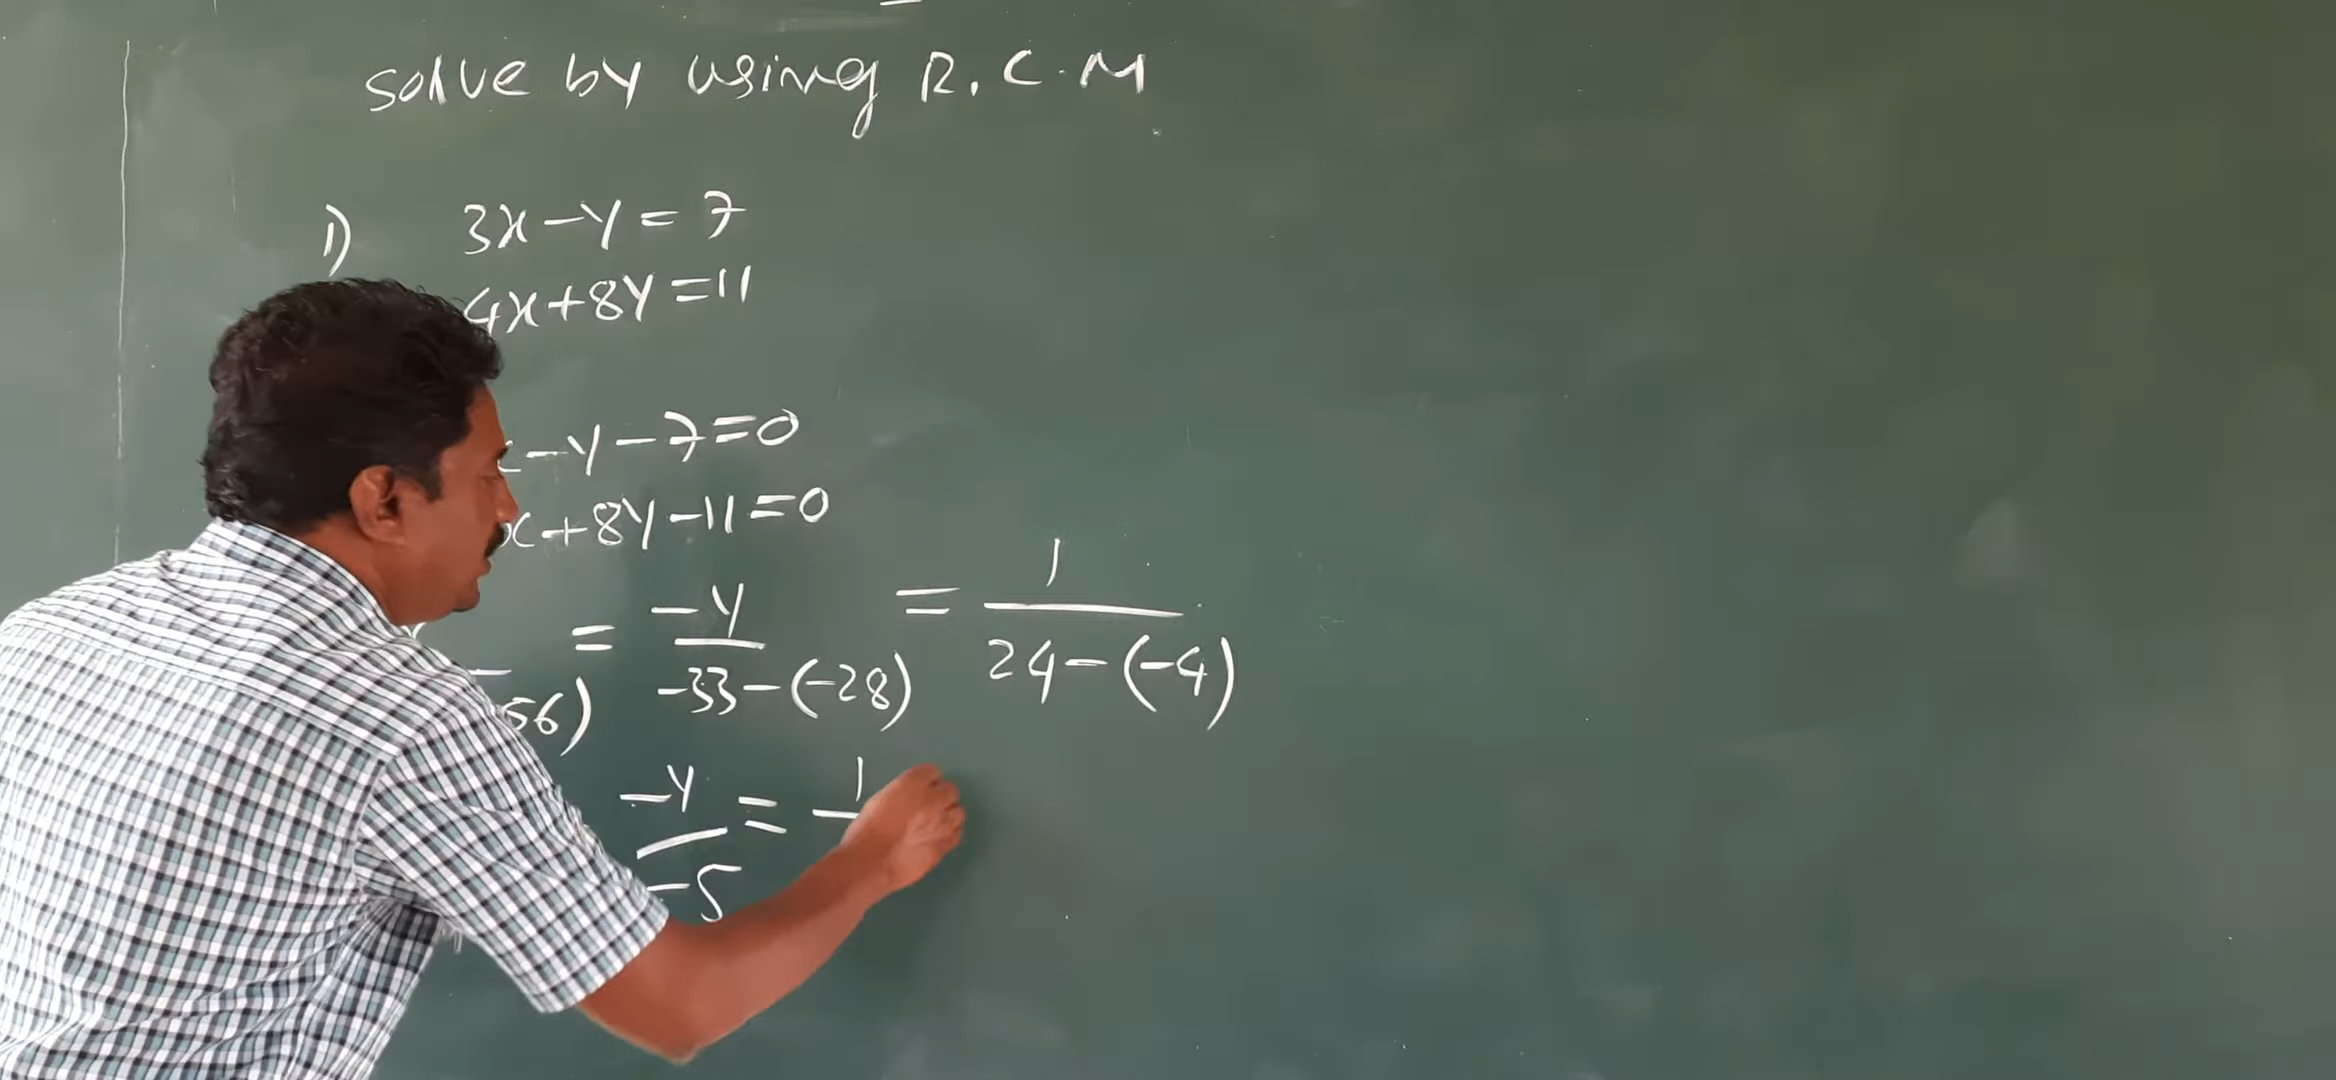 solve by using R.C.M
1) 3x-y=7
4x+8y=11
-y-7=0
x+8y-11=0
= -y = 1
56) -33-(-28) 24-(-4)
-y = 1
-5